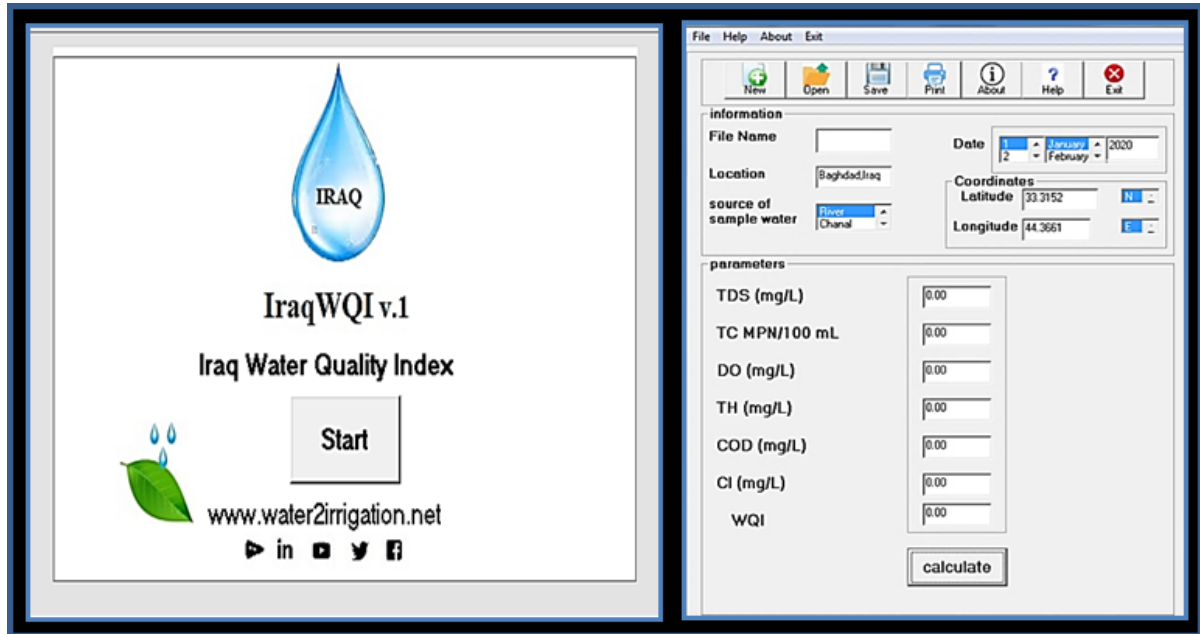 IRAQ
IraqWQI v.1
Iraq Water Quality Index
Start
www.water2irrigation.net
in
File Help About Exit
New Open Save Print About Help Exit
information
File Name
Date 1 2 January February 2020
Location Baghdad,Iraq
Coordinates
Latitude 33.3152 N
source of
sample water River Chanal
Longitude 44.3661 E
parameters
TDS (mg/L) 0.00
TC MPN/100 mL 0.00
DO (mg/L) 0.00
TH (mg/L) 0.00
COD (mg/L) 0.00
Cl (mg/L) 0.00
WQI 0.00
calculate